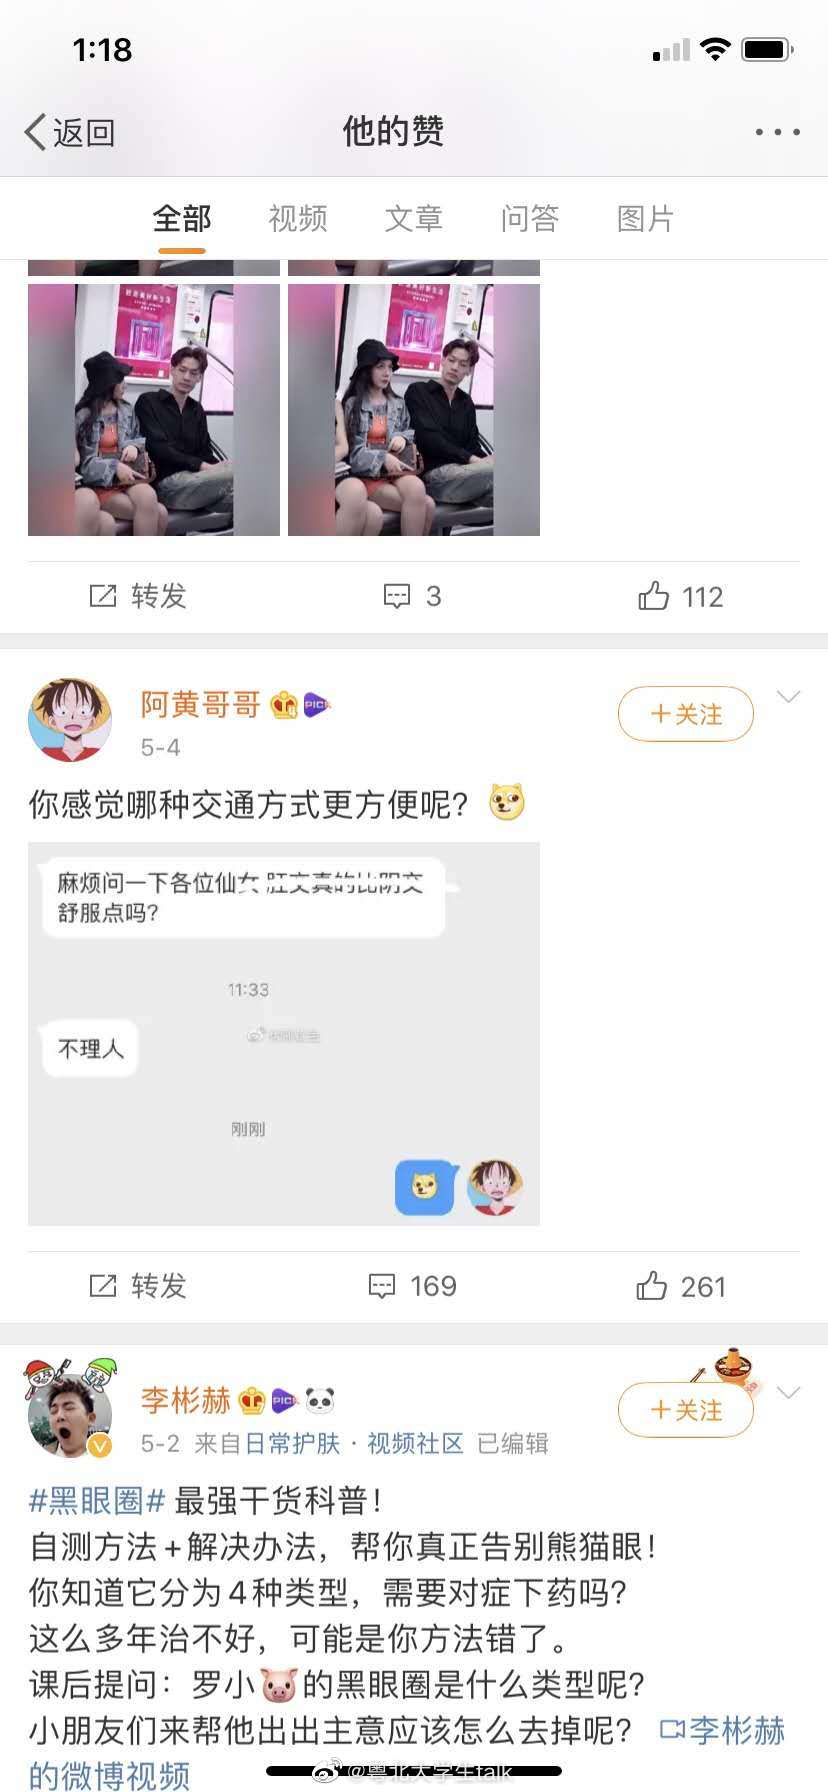 1:18
返回
他的赞
全部 视频 文章 问答 图片
转发 3 112
阿黄哥哥
PICK
+关注
5-4
你感觉哪种交通方式更方便呢？
麻烦问一下各位仙女 肛交真的比阴交
舒服点吗?
11:33
不理人
刚刚
转发 169 261
李彬赫
PICK
+关注
5-2 来自日常护肤·视频社区 已编辑
#黑眼圈# 最强干货科普！
自测方法+解决办法，帮你真正告别熊猫眼！
你知道它分为4种类型，需要对症下药吗？
这么多年治不好，可能是你方法错了。
课后提问：罗小🐷的黑眼圈是什么类型呢？
小朋友们来帮他出出主意应该怎么去掉呢？ 李彬赫
的微博视频
@粤北大学生talk